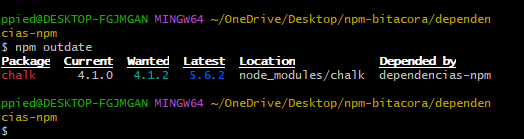 ppied@DESKTOP-FGJMGAN MINGW64 ~/OneDrive/Desktop/npm-bitacora/dependen
cias-npm
$ npm outdate
Package  Current  Wanted  Latest  Location            Depended by
chalk      4.1.0   4.1.2   5.6.2  node_modules/chalk  dependencias-npm
ppied@DESKTOP-FGJMGAN MINGW64 ~/OneDrive/Desktop/npm-bitacora/dependen
cias-npm
$